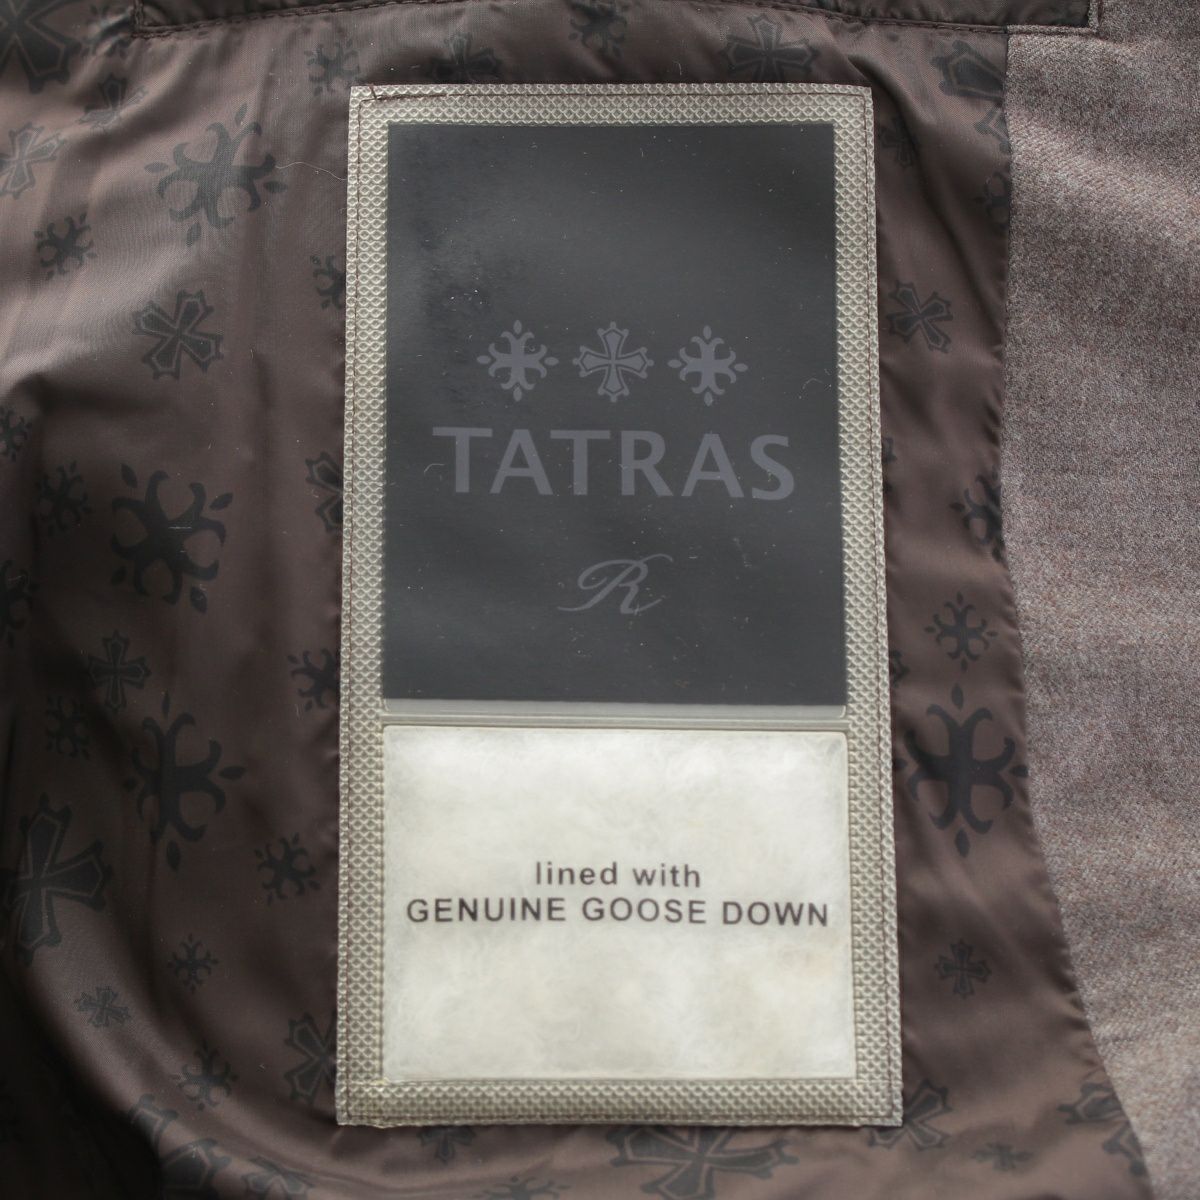 TATRAS
R
lined with
GENUINE GOOSE DOWN